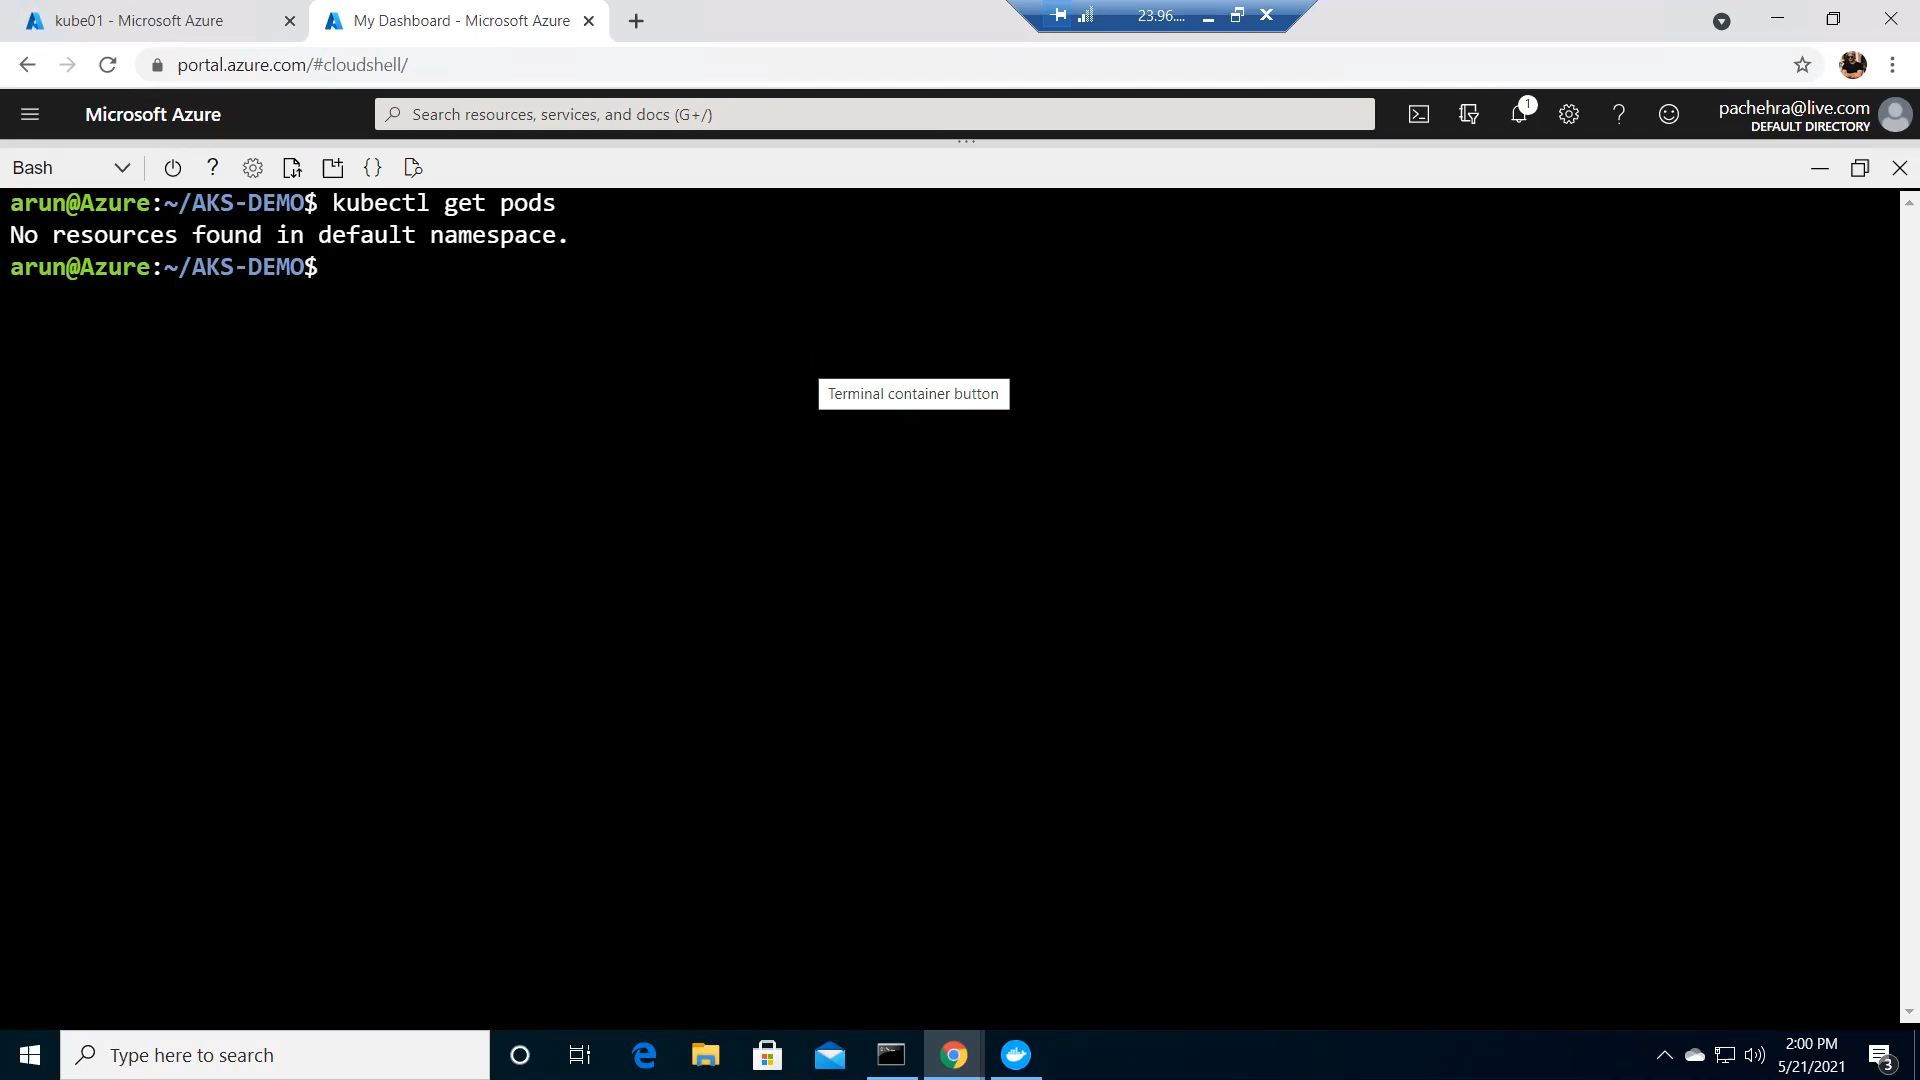 kube01 - Microsoft Azure
My Dashboard - Microsoft Azure
23.96....
portal.azure.com/#cloudshell/
Microsoft Azure
Search resources, services, and docs (G+/)
1
pachehra@live.com
DEFAULT DIRECTORY
Bash
arun@Azure:~/AKS-DEMO$ kubectl get pods
No resources found in default namespace.
arun@Azure:~/AKS-DEMO$
Terminal container button
Type here to search
2:00 PM
5/21/2021
3